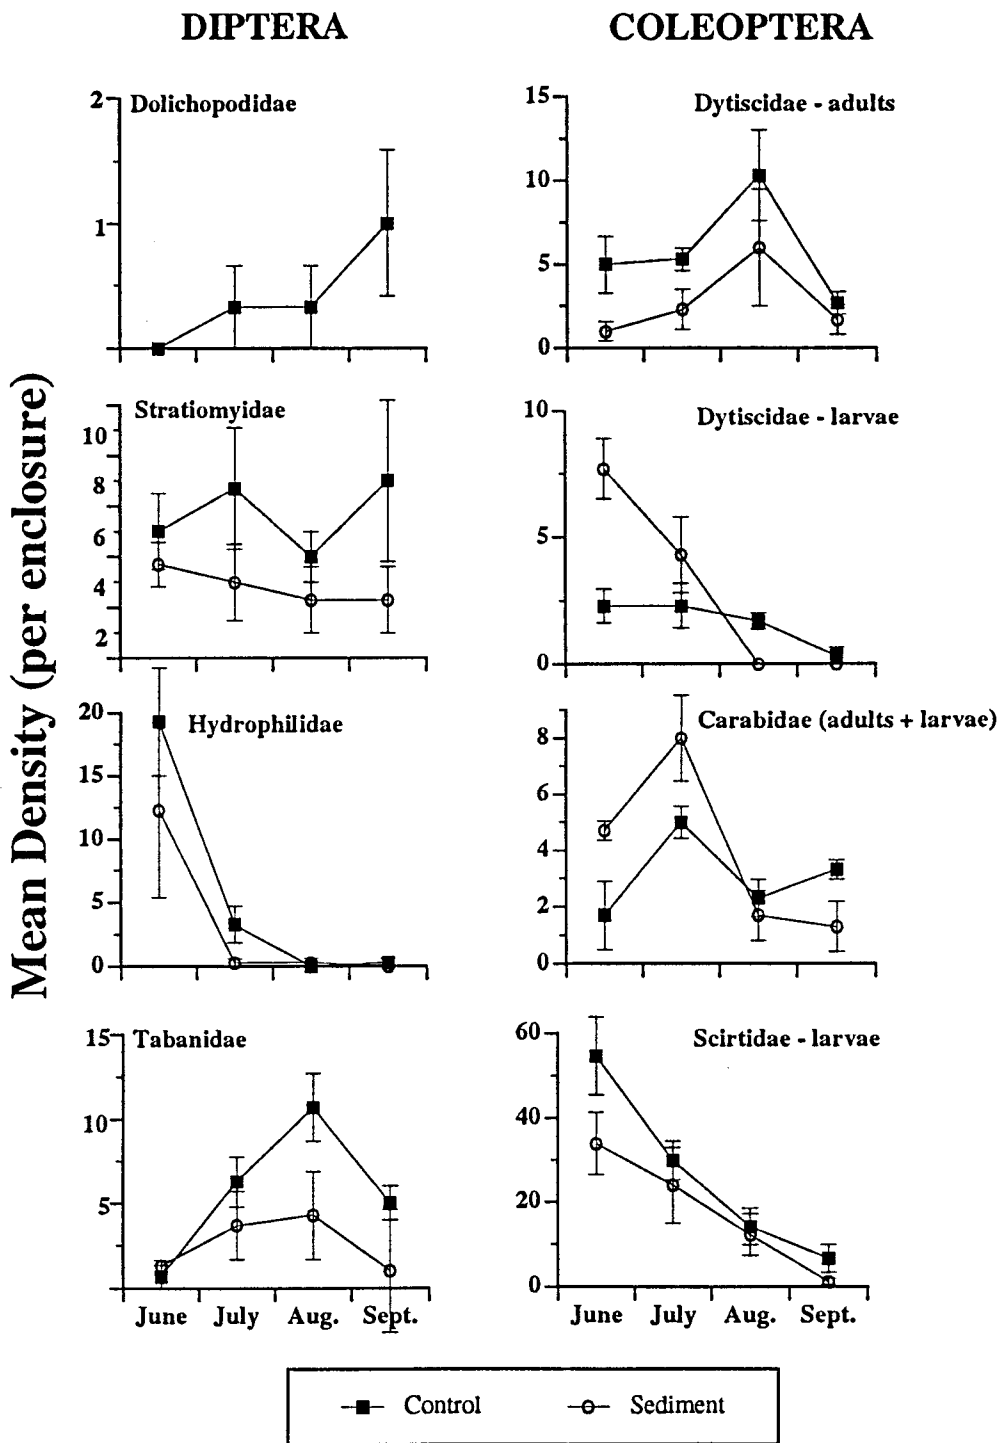 DIPTERA
COLEOPTERA
Mean Density (per enclosure)
Dolichopodidae
2
1
Dytiscidae - adults
15
10
5
0
Stratiomyidae
10
8
6
4
2
Dytiscidae - larvae
10
5
0
Hydrophilidae
20
15
10
5
0
Carabidae (adults + larvae)
8
6
4
2
0
Tabanidae
15
10
5
June July Aug. Sept.
Scirtidae - larvae
60
40
20
0
June July Aug. Sept.
Control
Sediment